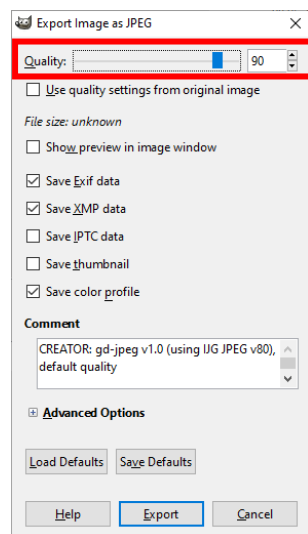 Export Image as JPEG
Quality: 90
Use quality settings from original image
File size: unknown
Show preview in image window
Save Exif data
Save XMP data
Save IPTC data
Save thumbnail
Save color profile
Comment
CREATOR: gd-jpeg v1.0 (using IJG JPEG v80),
default quality
Advanced Options
Load Defaults Save Defaults
Help Export Cancel